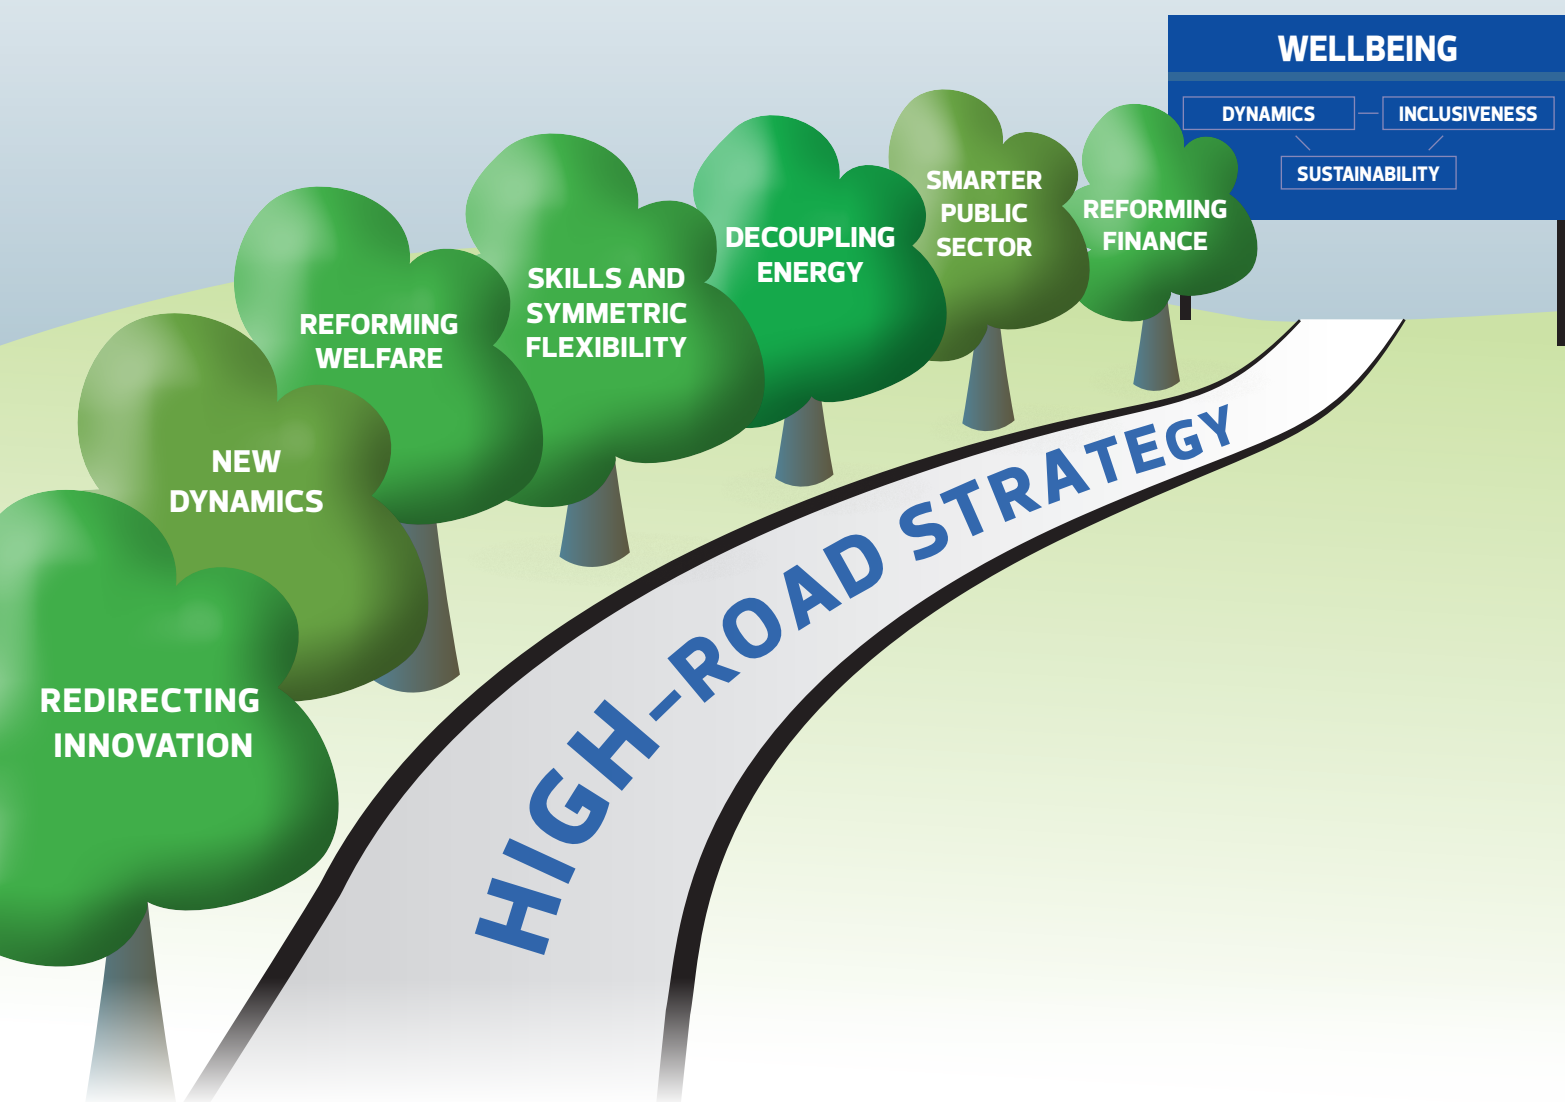 WELLBEING
DYNAMICS
INCLUSIVENESS
SUSTAINABILITY
REFORMING
FINANCE
SMARTER
PUBLIC
SECTOR
DECOUPLING
ENERGY
SKILLS AND
SYMMETRIC
FLEXIBILITY
REFORMING
WELFARE
NEW
DYNAMICS
REDIRECTING
INNOVATION
HIGH-ROAD STRATEGY